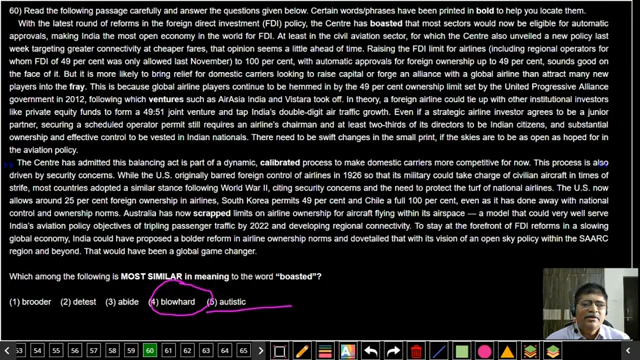 60) Read the following passage carefully and answer the questions given below. Certain words/phrases have been printed in bold to help you locate them.
With the latest round of reforms in the foreign direct investment (FDI) policy, the Centre has boasted that most sectors would now be eligible for automatic
approvals, making India the most open economy in the world for FDI. At least in the civil aviation sector, for which the Centre also unveiled a new policy last
week targeting greater connectivity at cheaper fares, that opinion seems a little ahead of time. Raising the FDI limit for airlines (including regional operators for
whom FDI of 49 per cent was only allowed last November) to 100 per cent, with automatic approvals for foreign ownership up to 49 per cent, sounds good on
the face of it. But it is more likely to bring relief for domestic carriers looking to raise capital or forge an alliance with a global airline than attract many new
players into the fray. This is because global airline players continue to be hemmed in by the 49 per cent ownership limit set by the United Progressive Alliance
government in 2012, following which ventures such as AirAsia India and Vistara took off. In theory, a foreign airline could tie up with other institutional investors
like private equity funds to form a 49:51 joint venture and tap India's double-digit air traffic growth. Even if a strategic airline investor agrees to be a junior
partner, securing a scheduled operator permit still requires an airline's chairman and at least two-thirds of its directors to be Indian citizens, and substantial
ownership and effective control to be vested in Indian nationals. There need to be swift changes in the small print, if the skies are to be as open as hoped for in
the aviation policy.
The Centre has admitted this balancing act is part of a dynamic, calibrated process to make domestic carriers more competitive for now. This process is also
driven by security concerns. While the U.S. originally barred foreign control of airlines in 1926 so that its military could take charge of civilian aircraft in times of
strife, most countries adopted a similar stance following World War II, citing security concerns and the need to protect the turf of national airlines. The U.S. now
allows around 25 per cent foreign ownership in airlines, South Korea permits 49 per cent and Chile a full 100 per cent, even as it has done away with national
control and ownership norms. Australia has now scrapped limits on airline ownership for aircraft flying within its airspace — a model that could very well serve
India's aviation policy objectives of tripling passenger traffic by 2022 and developing regional connectivity. To stay at the forefront of FDI reforms in a slowing
global economy, India could have proposed a bolder reform in airline ownership norms and dovetailed that with its vision of an open sky policy within the SAARC
region and beyond. That would have been a global game changer.
Which among the following is MOST SIMILAR in meaning to the word "boasted"?
(1) brooder (2) detest (3) abide (4) blowhard (5) autistic
53 54 55 56 57 58 59 60 61 62 63 64 65